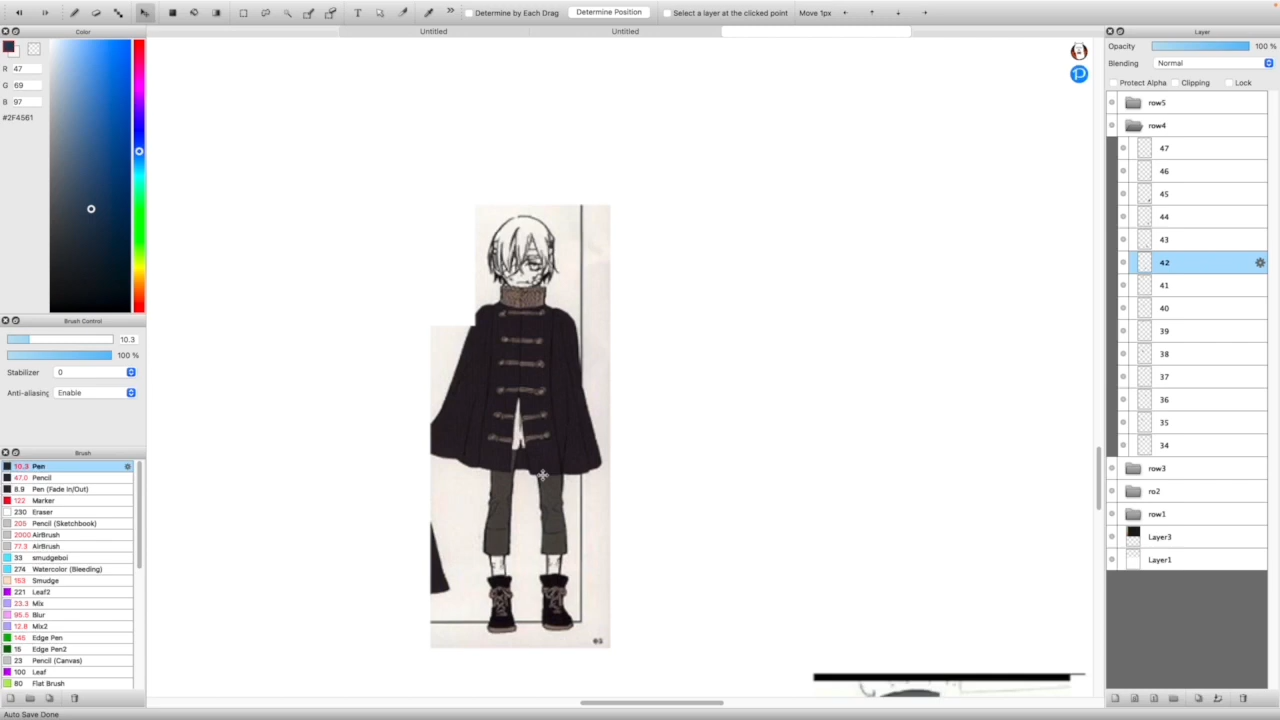 Determine by Each Drag Determine Position Select a layer at the clicked point Move 1px
Color Untitled Untitled Layer
R 47
G 69
B 97
#2F4561
Brush Control
10.3
100 %
Stabilizer 0
Anti-aliasing Enable
Brush
10.3 Pen
47.0 Pencil
8.9 Pen (Fade In/Out)
122 Marker
230 Eraser
205 Pencil (Sketchbook)
2000 AirBrush
77.3 AirBrush
33 smudgeboi
274 Watercolor (Bleeding)
153 Scrape
221 Leaf2
23.3 Mix
95.5 Blur
12.8 Mix2
145 Edge Pen
15 Edge Pen2
23 Pencil (Canvas)
100 Leaf
80 Flat Brush
Auto Save Done
Opacity 100 %
Blending Normal
Protect Alpha Clipping Lock
row5
row4
47
46
45
44
43
42
41
40
39
38
37
36
35
34
row3
ro2
row1
Layer3
Layer1